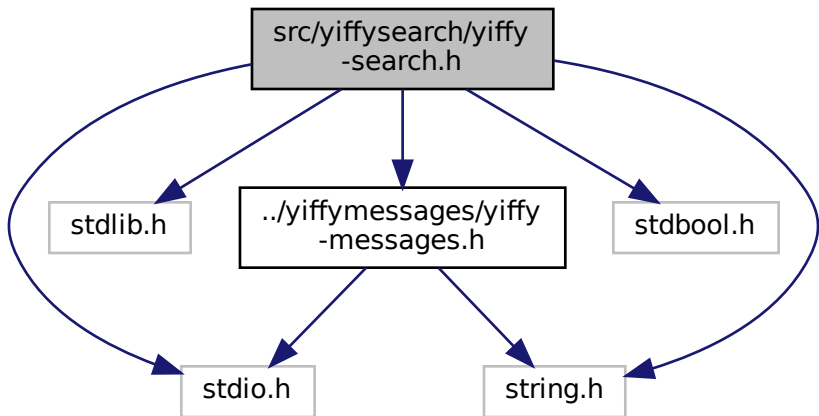 src/yiffysearch/yiffy
-search.h
stdlib.h
../yiffymessages/yiffy
-messages.h
stdbool.h
stdio.h
string.h